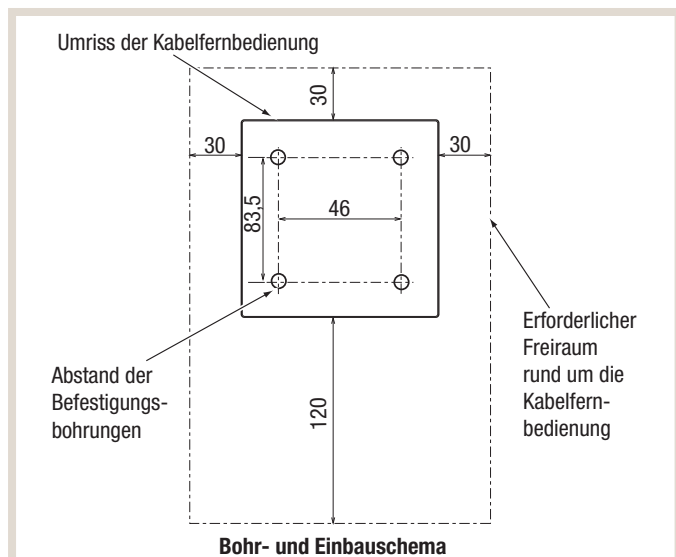 Umriss der Kabelfernbedienung
30
30
30
83,5
46
Erforderlicher
Freiraum
rund um die
Kabelfern-
bedienung
Abstand der
Befestigungs-
bohrungen
120
Bohr- und Einbauschema